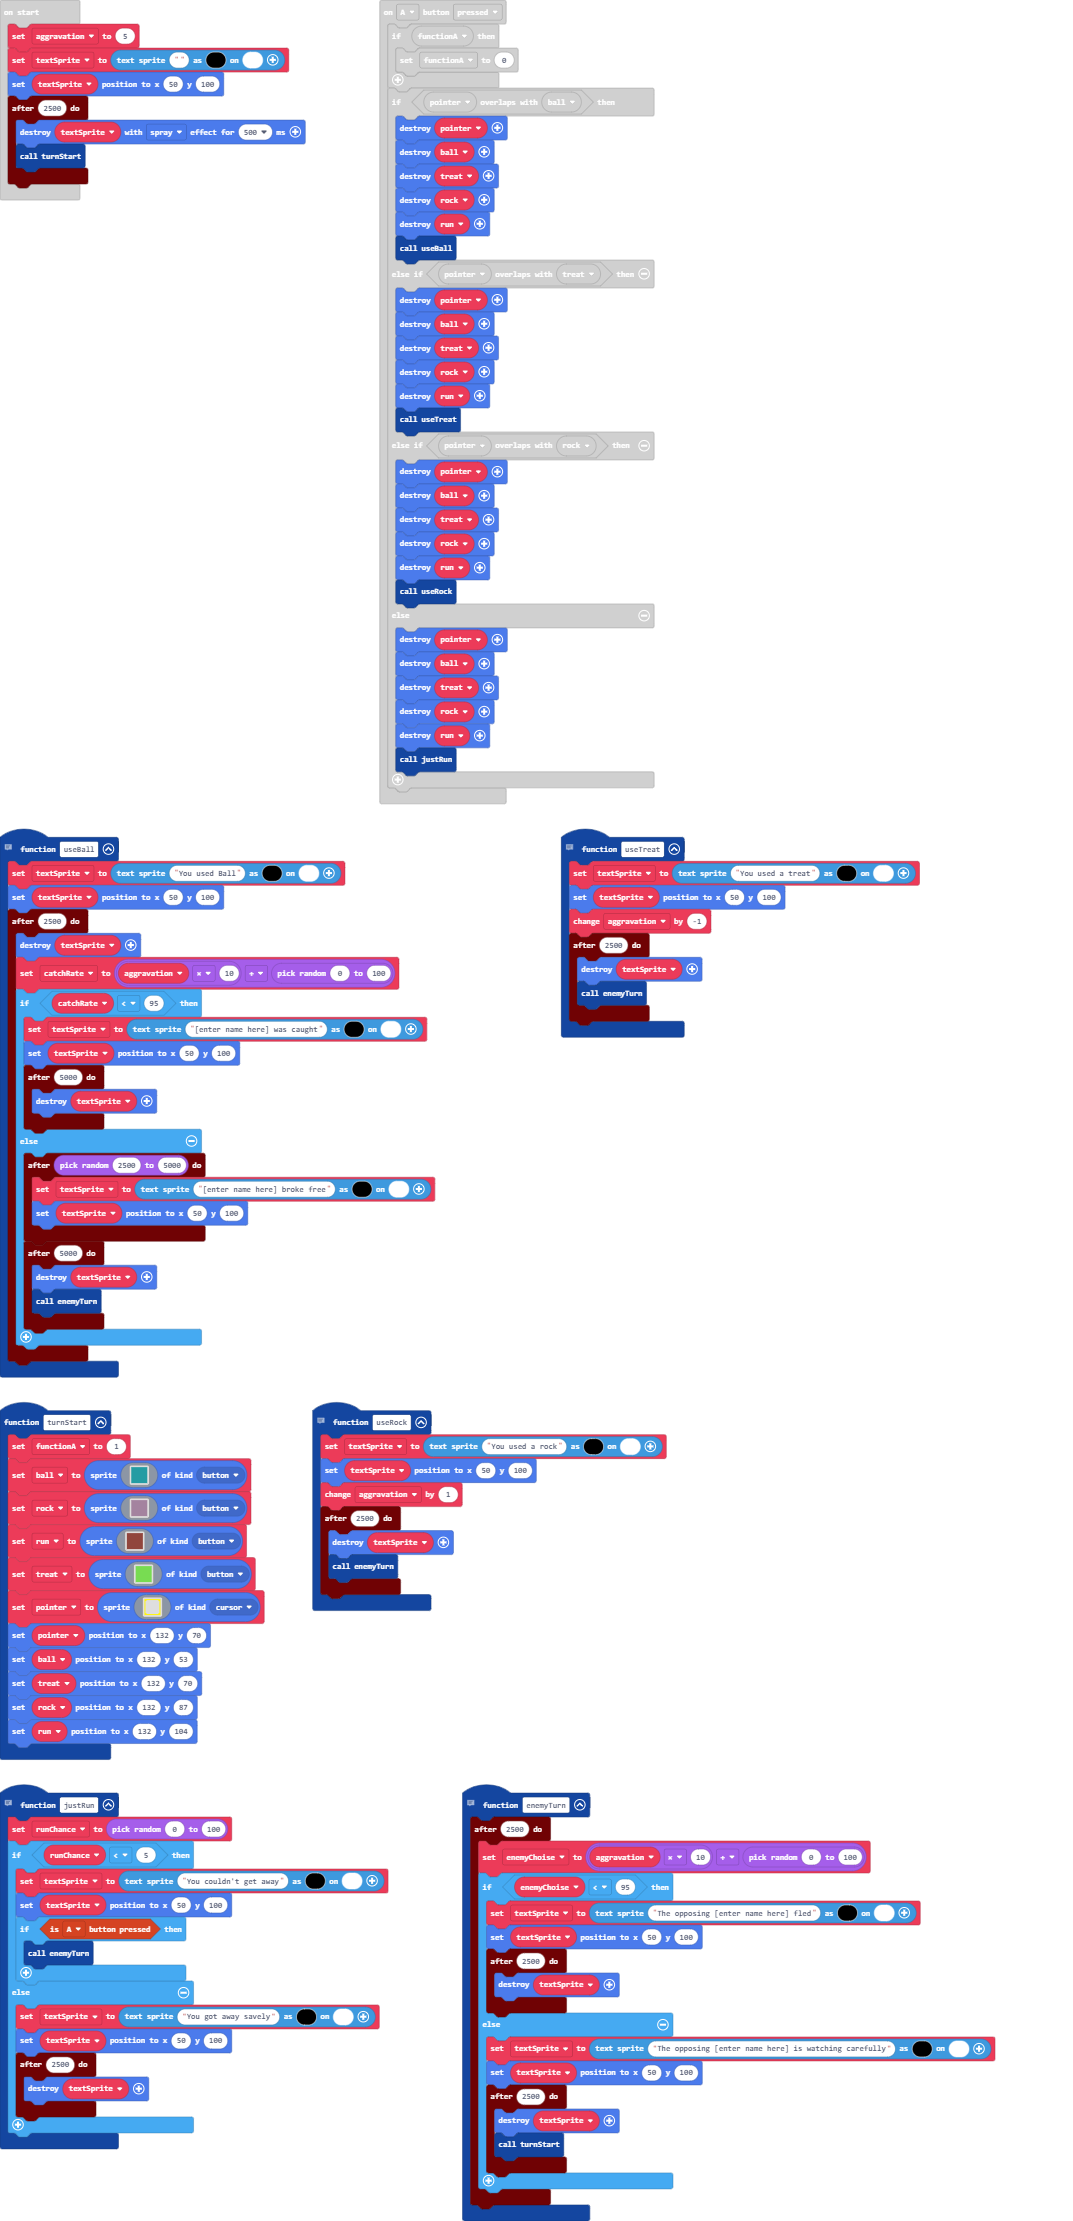 on start
set aggravation to 5
set textSprite to text sprite "" as on
set textSprite position to x 50 y 100
after 2500 do
destroy textSprite with spray effect for 500 ms
call turnStart
on A button pressed
if functionA then
set functionA to 0
if pointer overlaps with ball then
destroy pointer
destroy ball
destroy treat
destroy rock
destroy run
call useBall
else if pointer overlaps with treat then
destroy pointer
destroy ball
destroy treat
destroy rock
destroy run
call useTreat
else if pointer overlaps with rock then
destroy pointer
destroy ball
destroy treat
destroy rock
destroy run
call useRock
else
destroy pointer
destroy ball
destroy treat
destroy rock
destroy run
call justRun
function useBall
set textSprite to text sprite "You used Ball" as on
set textSprite position to x 50 y 100
after 2500 do
destroy textSprite
set catchRate to aggravation × 10 + pick random 0 to 100
if catchRate < 95 then
set textSprite to text sprite "[enter name here] was caught" as on
set textSprite position to x 50 y 100
after 5000 do
destroy textSprite
else
after pick random 2500 to 5000 do
set textSprite to text sprite "[enter name here] broke free" as on
set textSprite position to x 50 y 100
after 5000 do
destroy textSprite
call enemyTurn
function useTreat
set textSprite to text sprite "You used a treat" as on
set textSprite position to x 50 y 100
change aggravation by -1
after 2500 do
destroy textSprite
call enemyTurn
function turnStart
set functionA to 1
set ball to sprite of kind button
set rock to sprite of kind button
set run to sprite of kind button
set treat to sprite of kind button
set pointer to sprite of kind cursor
set pointer position to x 132 y 70
set ball position to x 132 y 53
set treat position to x 132 y 70
set rock position to x 132 y 87
set run position to x 132 y 104
function useRock
set textSprite to text sprite "You used a rock" as on
set textSprite position to x 50 y 100
change aggravation by 1
after 2500 do
destroy textSprite
call enemyTurn
function justRun
set runChance to pick random 0 to 100
if runChance < 5 then
set textSprite to text sprite "You couldn't get away" as on
set textSprite position to x 50 y 100
if is A button pressed then
call enemyTurn
else
set textSprite to text sprite "You got away savely" as on
set textSprite position to x 50 y 100
after 2500 do
destroy textSprite
function enemyTurn
after 2500 do
set enemyChoise to aggravation × 10 + pick random 0 to 100
if enemyChoise < 95 then
set textSprite to text sprite "The opposing [enter name here] fled" as on
set textSprite position to x 50 y 100
after 2500 do
destroy textSprite
else
set textSprite to text sprite "The opposing [enter name here] is watching carefully" as on
set textSprite position to x 50 y 100
after 2500 do
destroy textSprite
call turnStart